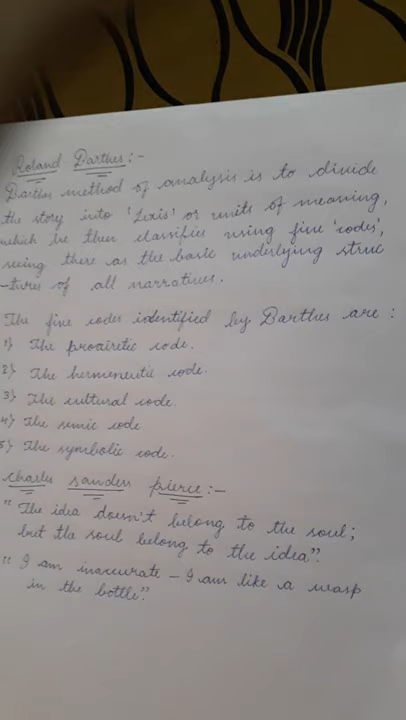 Roland Barthes:-
Barthes method of analysis is to divide
the story into 'Lexis' or units of meaning,
which he then classifies using five 'codes',
seeing there as the basic underlying struc
-tures of all narratives.
The five codes identified by Barthes are :
1) The proairetic code.
2) The hermeneutic code.
3) The cultural code.
4) The semic code
5) The symbolic code.
Charles sanders pierce:-
"The idea doesn't belong to the soul;
but the soul belong to the idea".
"I am inaccurate - I am like a wasp
in the bottle".